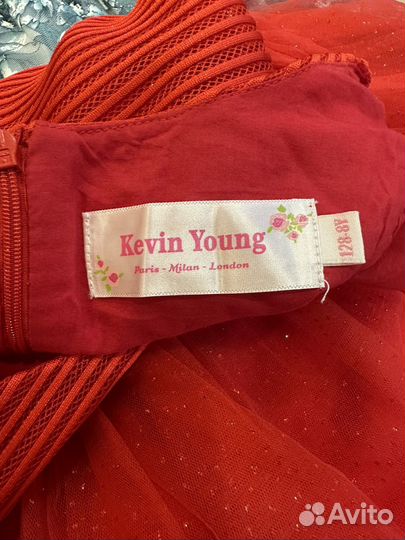 Kevin Young
Paris - Milan - London
128-8Y
Avito